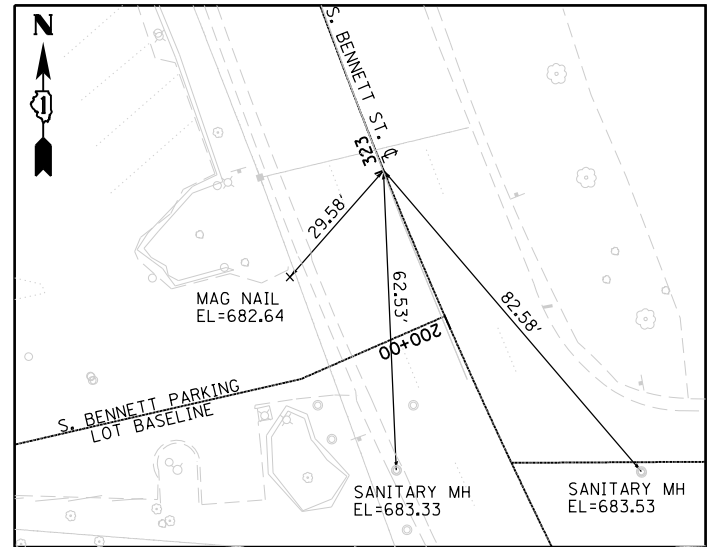 N
1
S. BENNETT ST. ℄
323
29.58'
MAG NAIL
EL=682.64
62.53'
82.58'
200+00
S. BENNETT PARKING
LOT BASELINE
SANITARY MH
EL=683.33
SANITARY MH
EL=683.53